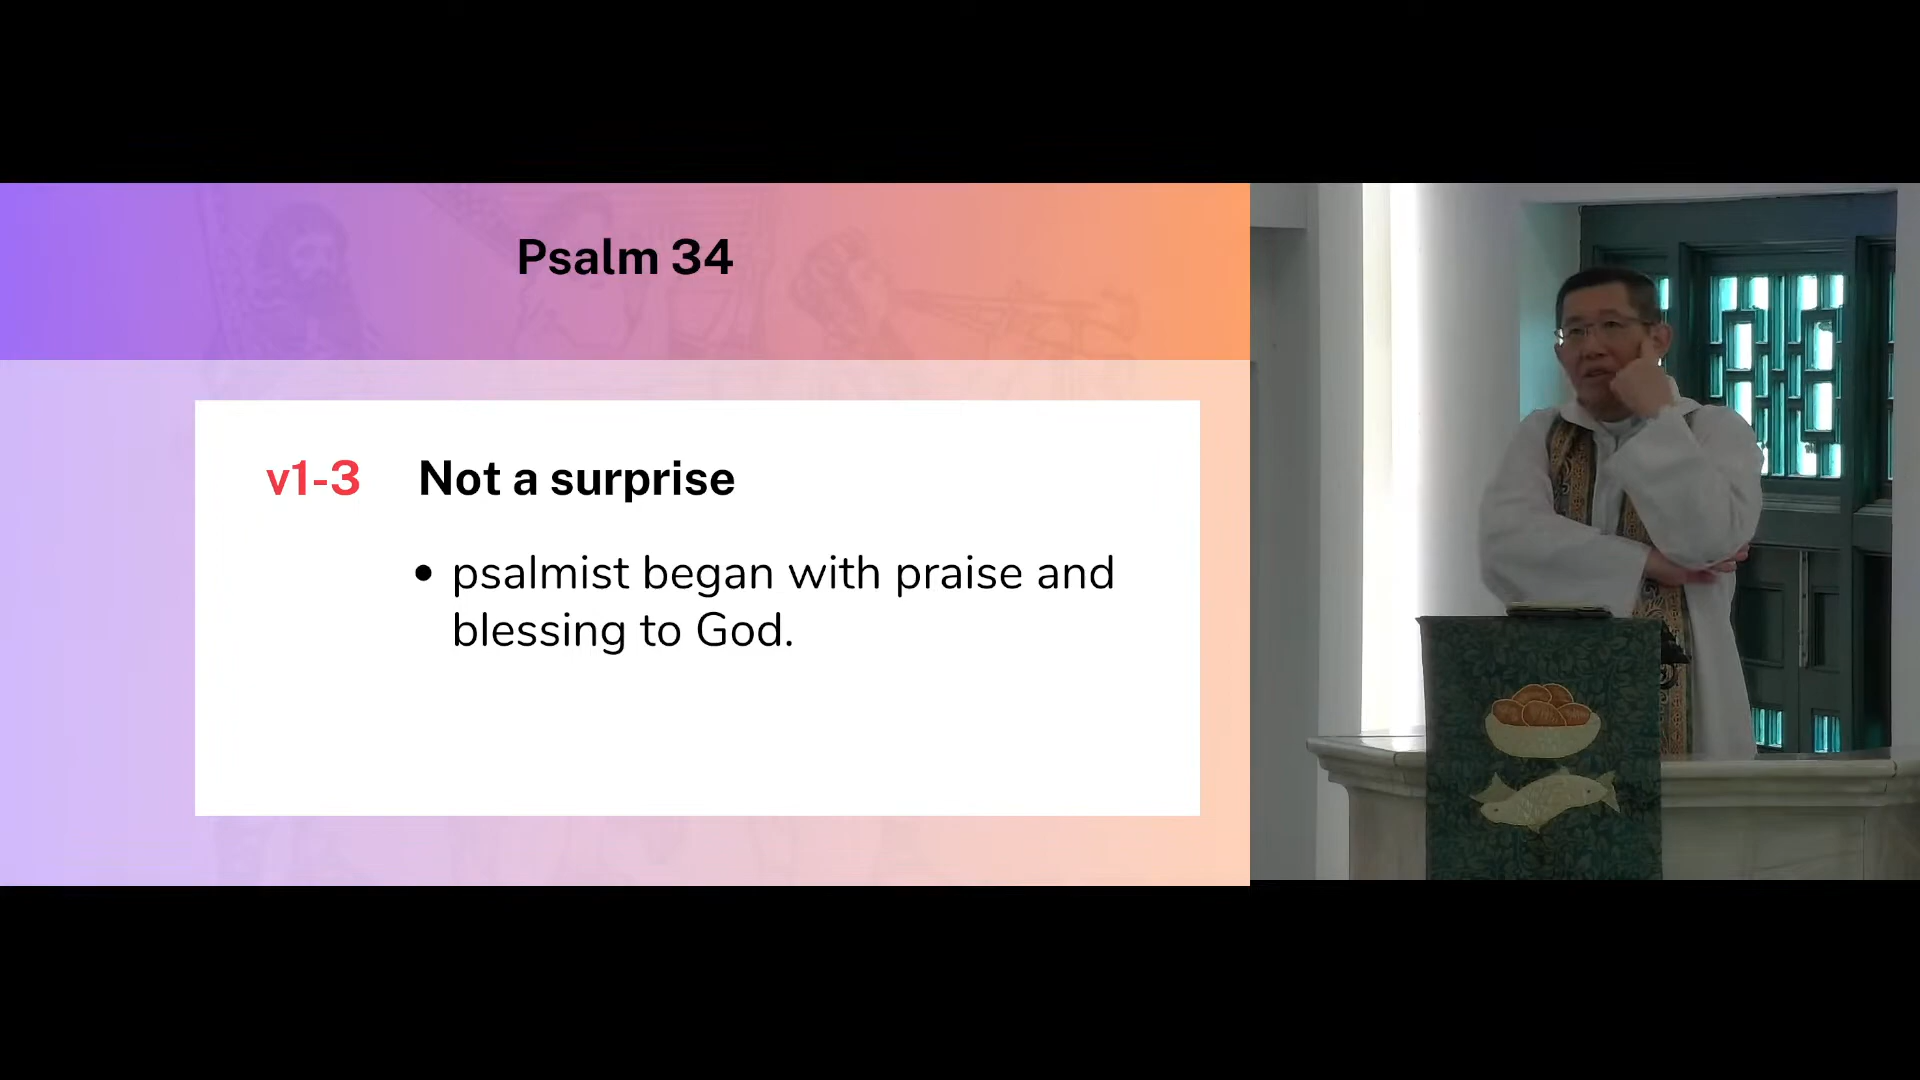 Psalm 34
v1-3 Not a surprise
• psalmist began with praise and
blessing to God.